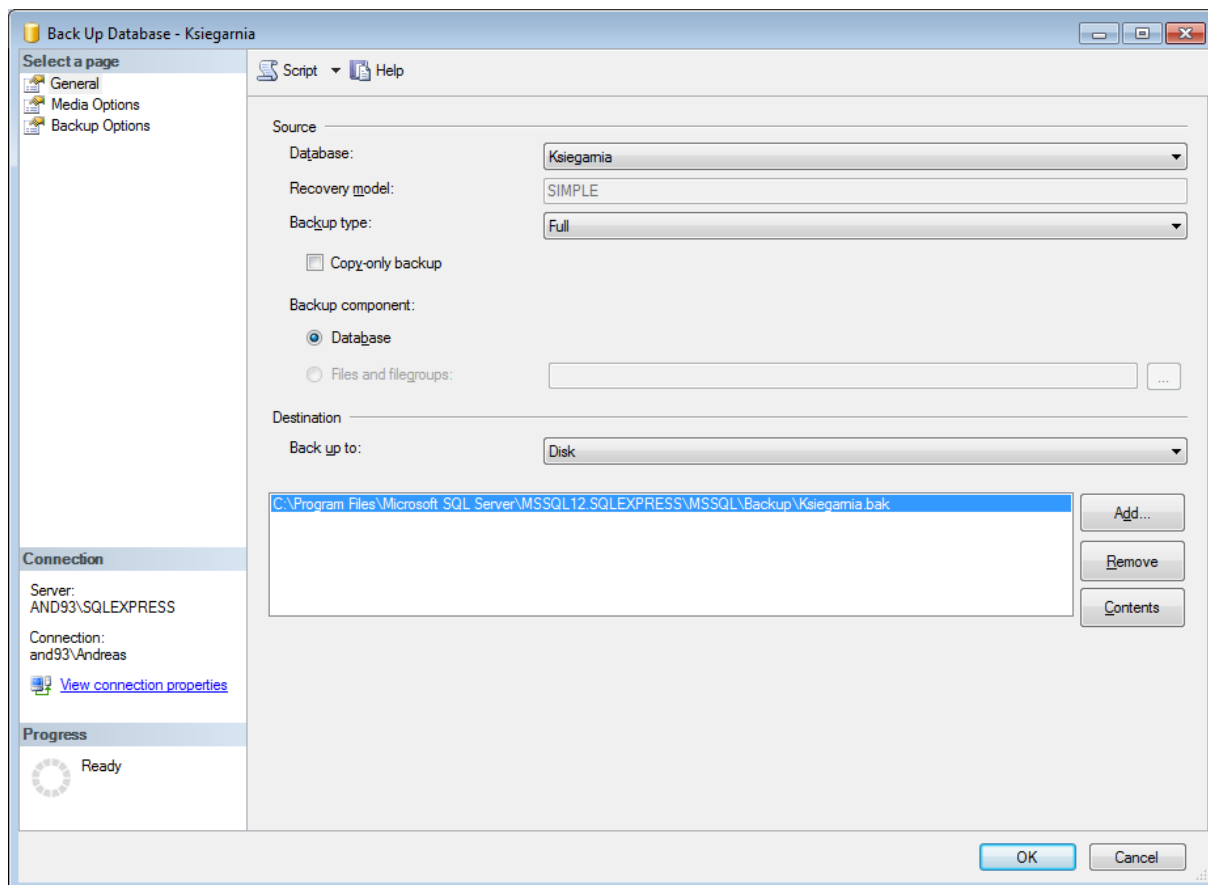 Back Up Database - Ksiegarnia
Select a page
General
Media Options
Backup Options
Script
Help
Source
Database:
Ksiegarnia
Recovery model:
SIMPLE
Backup type:
Full
Copy-only backup
Backup component:
Database
Files and filegroups:
...
Destination
Back up to:
Disk
C:\Program Files\Microsoft SQL Server\MSSQL12.SQLEXPRESS\MSSQL\Backup\Ksiegarnia.bak
Add...
Remove
Contents
Connection
Server:
AND93\SQLEXPRESS
Connection:
and93\Andreas
View connection properties
Progress
Ready
OK
Cancel